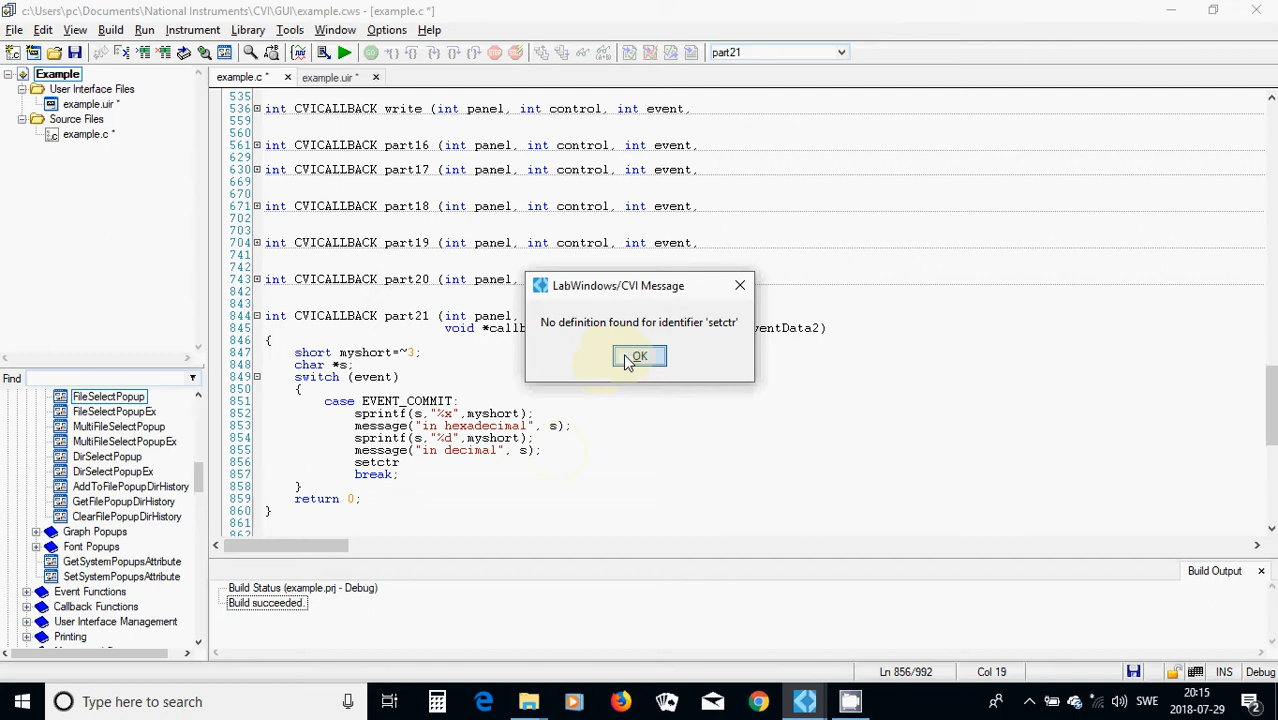 c:\Users\pc\Documents\National Instruments\CVI\GUI\example.cws - [example.c *]
File Edit View Build Run Instrument Library Tools Window Options Help
part21
Example
User Interface Files
example.uir *
Source Files
example.c *
Find
FileSelectPopup
FileSelectPopupEx
MultiFileSelectPopup
MultiFileSelectPopupEx
DirSelectPopup
DirSelectPopupEx
AddToFilePopupDirHistory
GetFilePopupDirHistory
ClearFilePopupDirHistory
Graph Popups
Font Popups
GetSystemPopupsAttribute
SetSystemPopupsAttribute
Event Functions
Callback Functions
User Interface Management
Printing
example.c * example.uir *
535
536 int CVICALLBACK write (int panel, int control, int event,
559
560
561 int CVICALLBACK part16 (int panel, int control, int event,
629
630 int CVICALLBACK part17 (int panel, int control, int event,
669
670
671 int CVICALLBACK part18 (int panel, int control, int event,
702
703
704 int CVICALLBACK part19 (int panel, int control, int event,
741
742
743 int CVICALLBACK part20 (int panel,
842
843
844 int CVICALLBACK part21 (int panel,
845 void *callb ventData2)
846 {
847 short myshort=~3;
848 char *s;
849 switch (event)
850 {
851 case EVENT_COMMIT:
852 sprintf(s,"%x",myshort);
853 message("in hexadecimal", s);
854 sprintf(s,"%d",myshort);
855 message("in decimal", s);
856 setctr
857 break;
858 }
859 return 0;
860 }
861
862
LabWindows/CVI Message
No definition found for identifier 'setctr'
OK
Build Output
Build Status (example.prj - Debug)
Build succeeded.
Ln 856/992 Col 19 INS Debug
Type here to search
SWE
20:15
2018-07-29
2